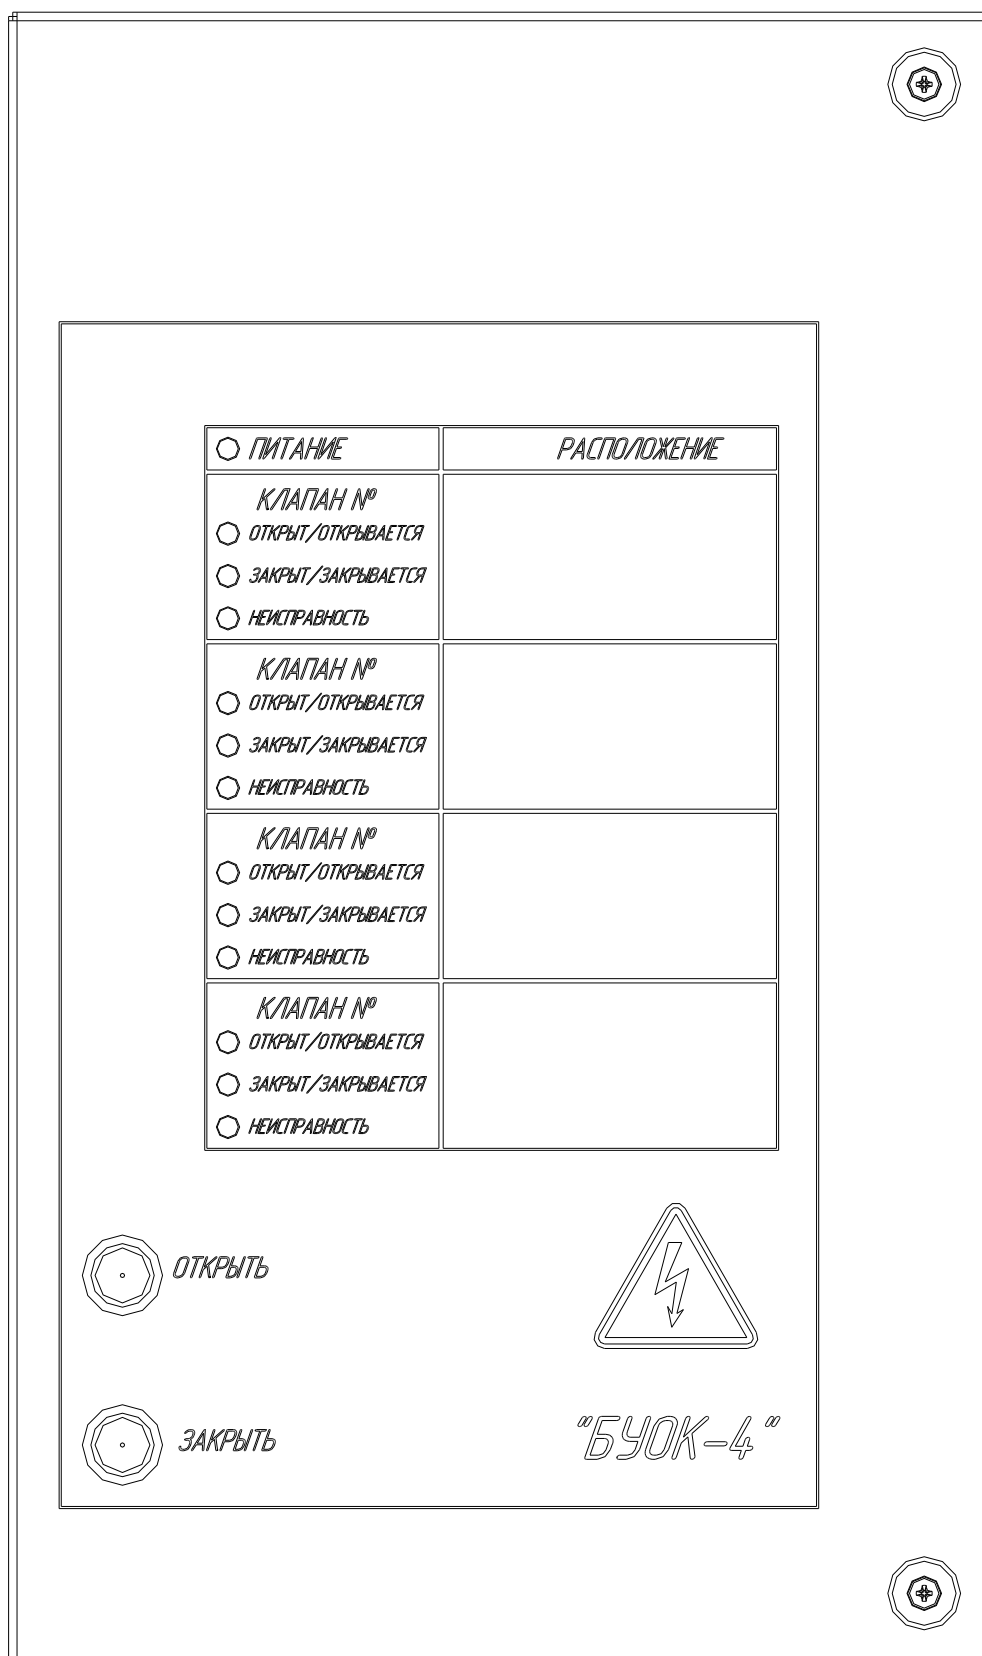 ПИТАНИЕ РАСПОЛОЖЕНИЕ
КЛАПАН №
ОТКРЫТ/ОТКРЫВАЕТСЯ
ЗАКРЫТ/ЗАКРЫВАЕТСЯ
НЕИСПРАВНОСТЬ
КЛАПАН №
ОТКРЫТ/ОТКРЫВАЕТСЯ
ЗАКРЫТ/ЗАКРЫВАЕТСЯ
НЕИСПРАВНОСТЬ
КЛАПАН №
ОТКРЫТ/ОТКРЫВАЕТСЯ
ЗАКРЫТ/ЗАКРЫВАЕТСЯ
НЕИСПРАВНОСТЬ
КЛАПАН №
ОТКРЫТ/ОТКРЫВАЕТСЯ
ЗАКРЫТ/ЗАКРЫВАЕТСЯ
НЕИСПРАВНОСТЬ
ОТКРЫТЬ
ЗАКРЫТЬ "БУОК-4"